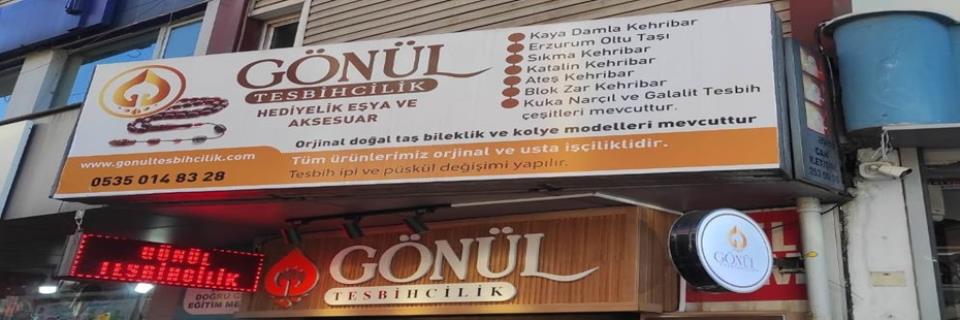 GÖNÜL
TESBİHCİLİK
HEDİYELİK EŞYA VE
AKSESUAR
Kaya Damla Kehribar
Erzurum Oltu Taşı
Sıkma Kehribar
Katalin Kehribar
Ateş Kehribar
Blok Zar Kehribar
Kuka Narçıl ve Galalit Tesbih
çeşitleri mevcuttur.
Orjinal doğal taş bileklik ve kolye modelleri mevcuttur
www.gonultesbihcilik.com
0535 014 83 28
Tüm ürünlerimiz orjinal ve usta işçiliklidir.
Tesbih ipi ve püskül değişimi yapılır.
GÖNÜL
TESBİHCİLİK
GÖNÜL
TESBİHCİLİK
GÖNÜL
DOĞRU
EĞİTİM